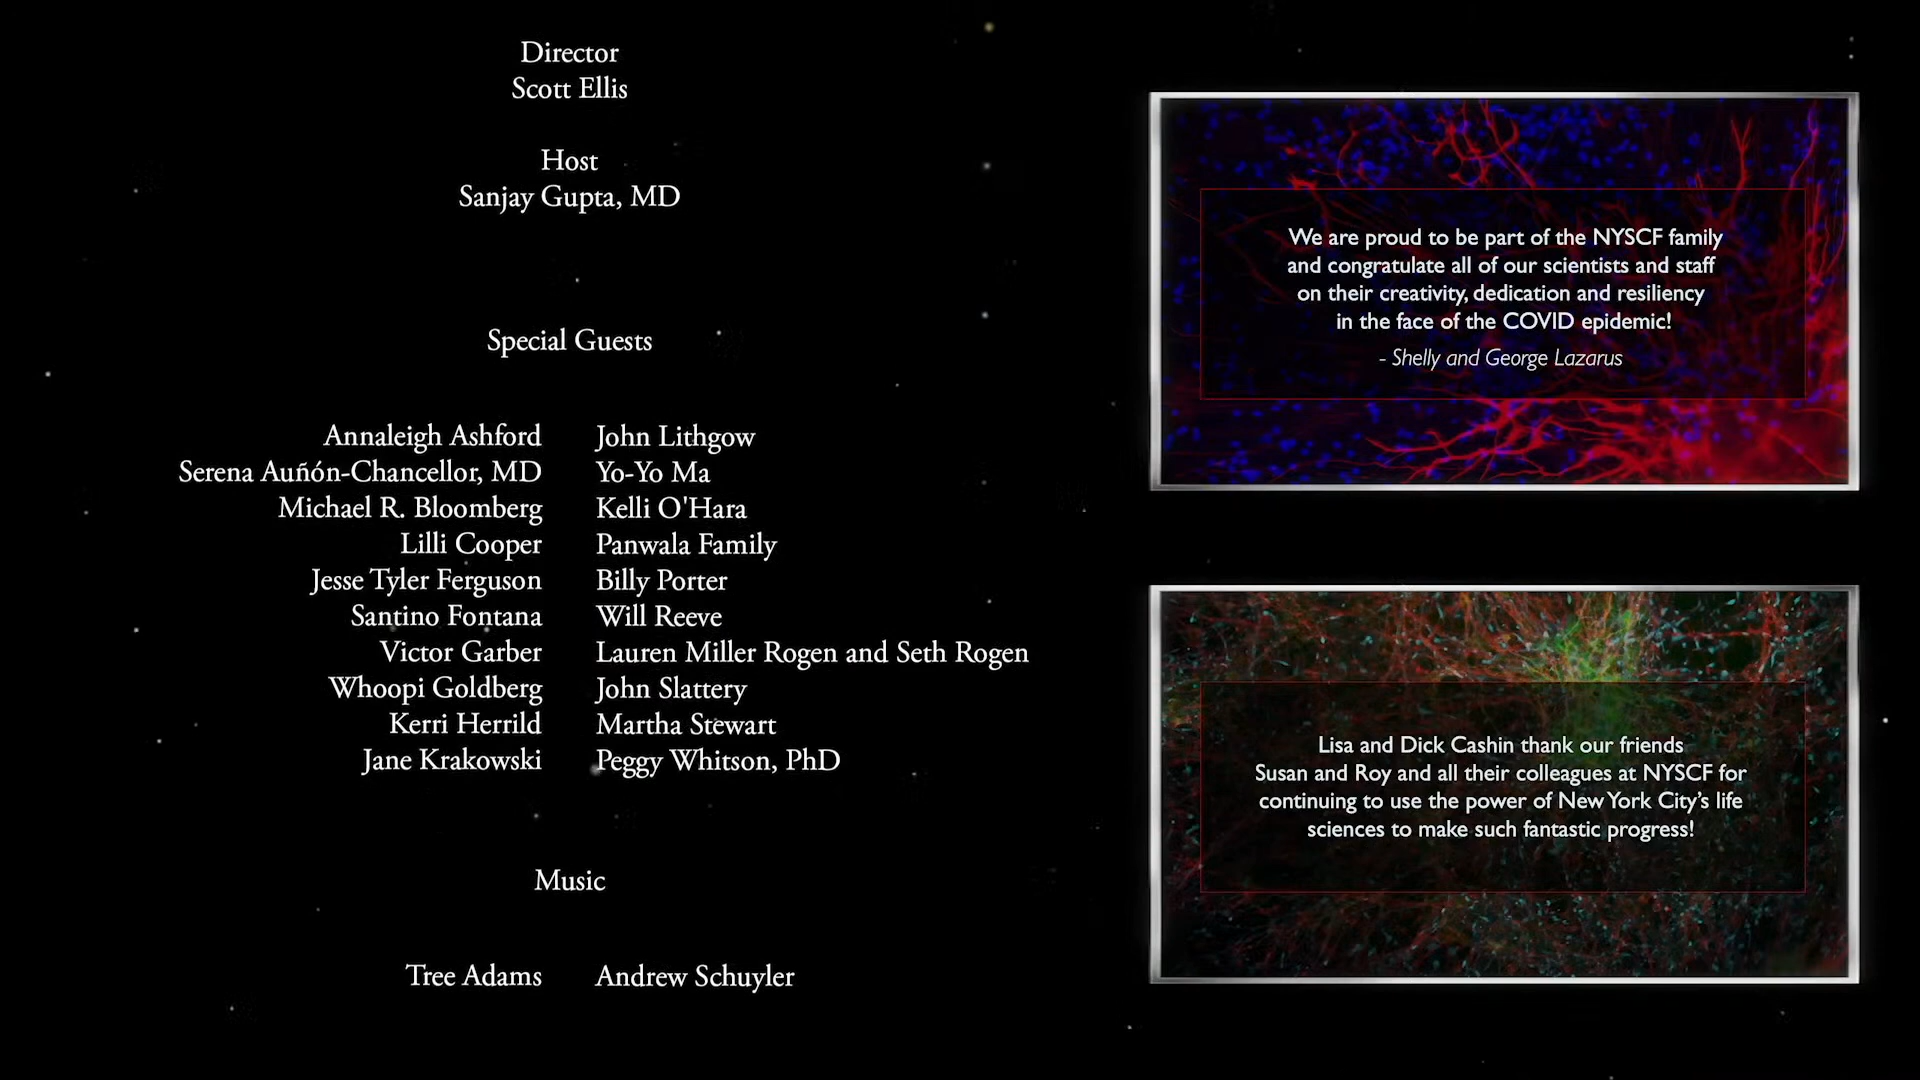 Director
Scott Ellis
Host
Sanjay Gupta, MD
Special Guests
Annaleigh Ashford
John Lithgow
Serena Auñón-Chancellor, MD
Yo-Yo Ma
Michael R. Bloomberg
Kelli O'Hara
Lilli Cooper
Panwala Family
Jesse Tyler Ferguson
Billy Porter
Santino Fontana
Will Reeve
Victor Garber
Lauren Miller Rogen and Seth Rogen
Whoopi Goldberg
John Slattery
Kerri Herrild
Martha Stewart
Jane Krakowski
Peggy Whitson, PhD
Music
Tree Adams
Andrew Schuyler
We are proud to be part of the NYSCF family
and congratulate all of our scientists and staff
on their creativity, dedication and resiliency
in the face of the COVID epidemic!
- Shelly and George Lazarus
Lisa and Dick Cashin thank our friends
Susan and Roy and all their colleagues at NYSCF for
continuing to use the power of New York City’s life
sciences to make such fantastic progress!